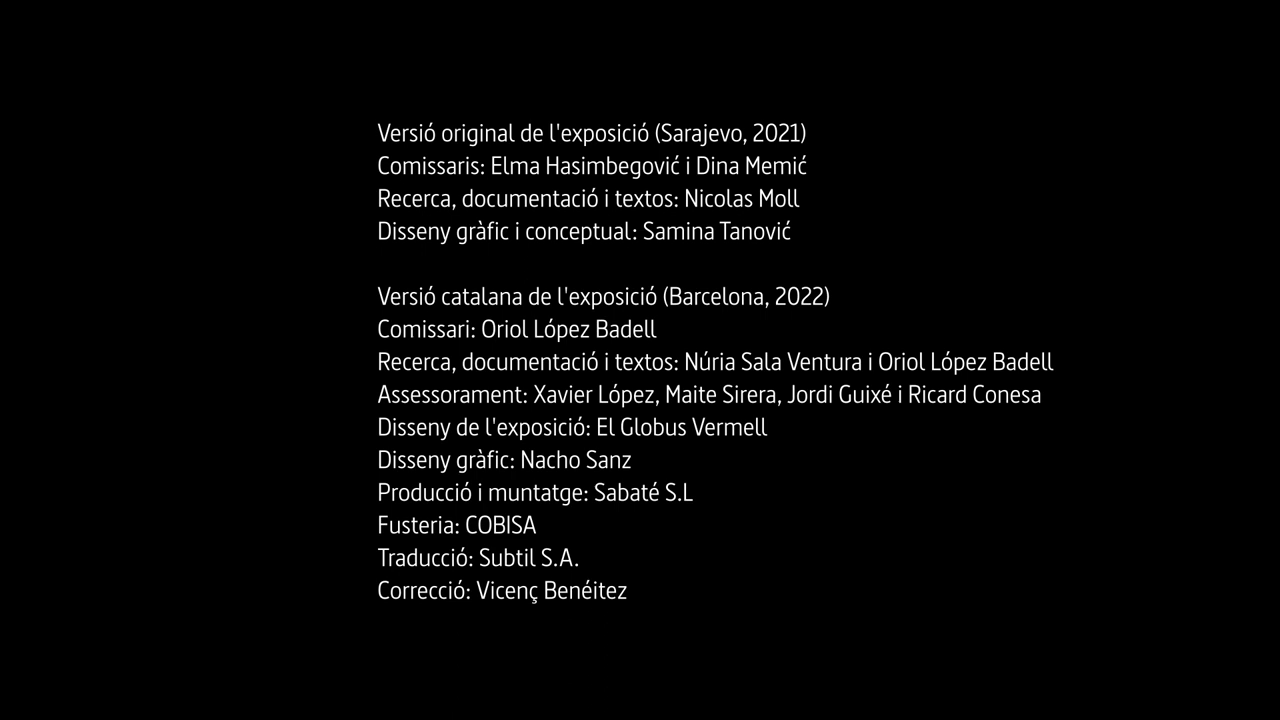 Versió original de l'exposició (Sarajevo, 2021)
Comissaris: Elma Hasimbegović i Dina Memić
Recerca, documentació i textos: Nicolas Moll
Disseny gràfic i conceptual: Samina Tanović
Versió catalana de l'exposició (Barcelona, 2022)
Comissari: Oriol López Badell
Recerca, documentació i textos: Núria Sala Ventura i Oriol López Badell
Assessorament: Xavier López, Maite Sirera, Jordi Guixé i Ricard Conesa
Disseny de l'exposició: El Globus Vermell
Disseny gràfic: Nacho Sanz
Producció i muntatge: Sabaté S.L
Fusteria: COBISA
Traducció: Subtil S.A.
Correcció: Vicenç Benéitez